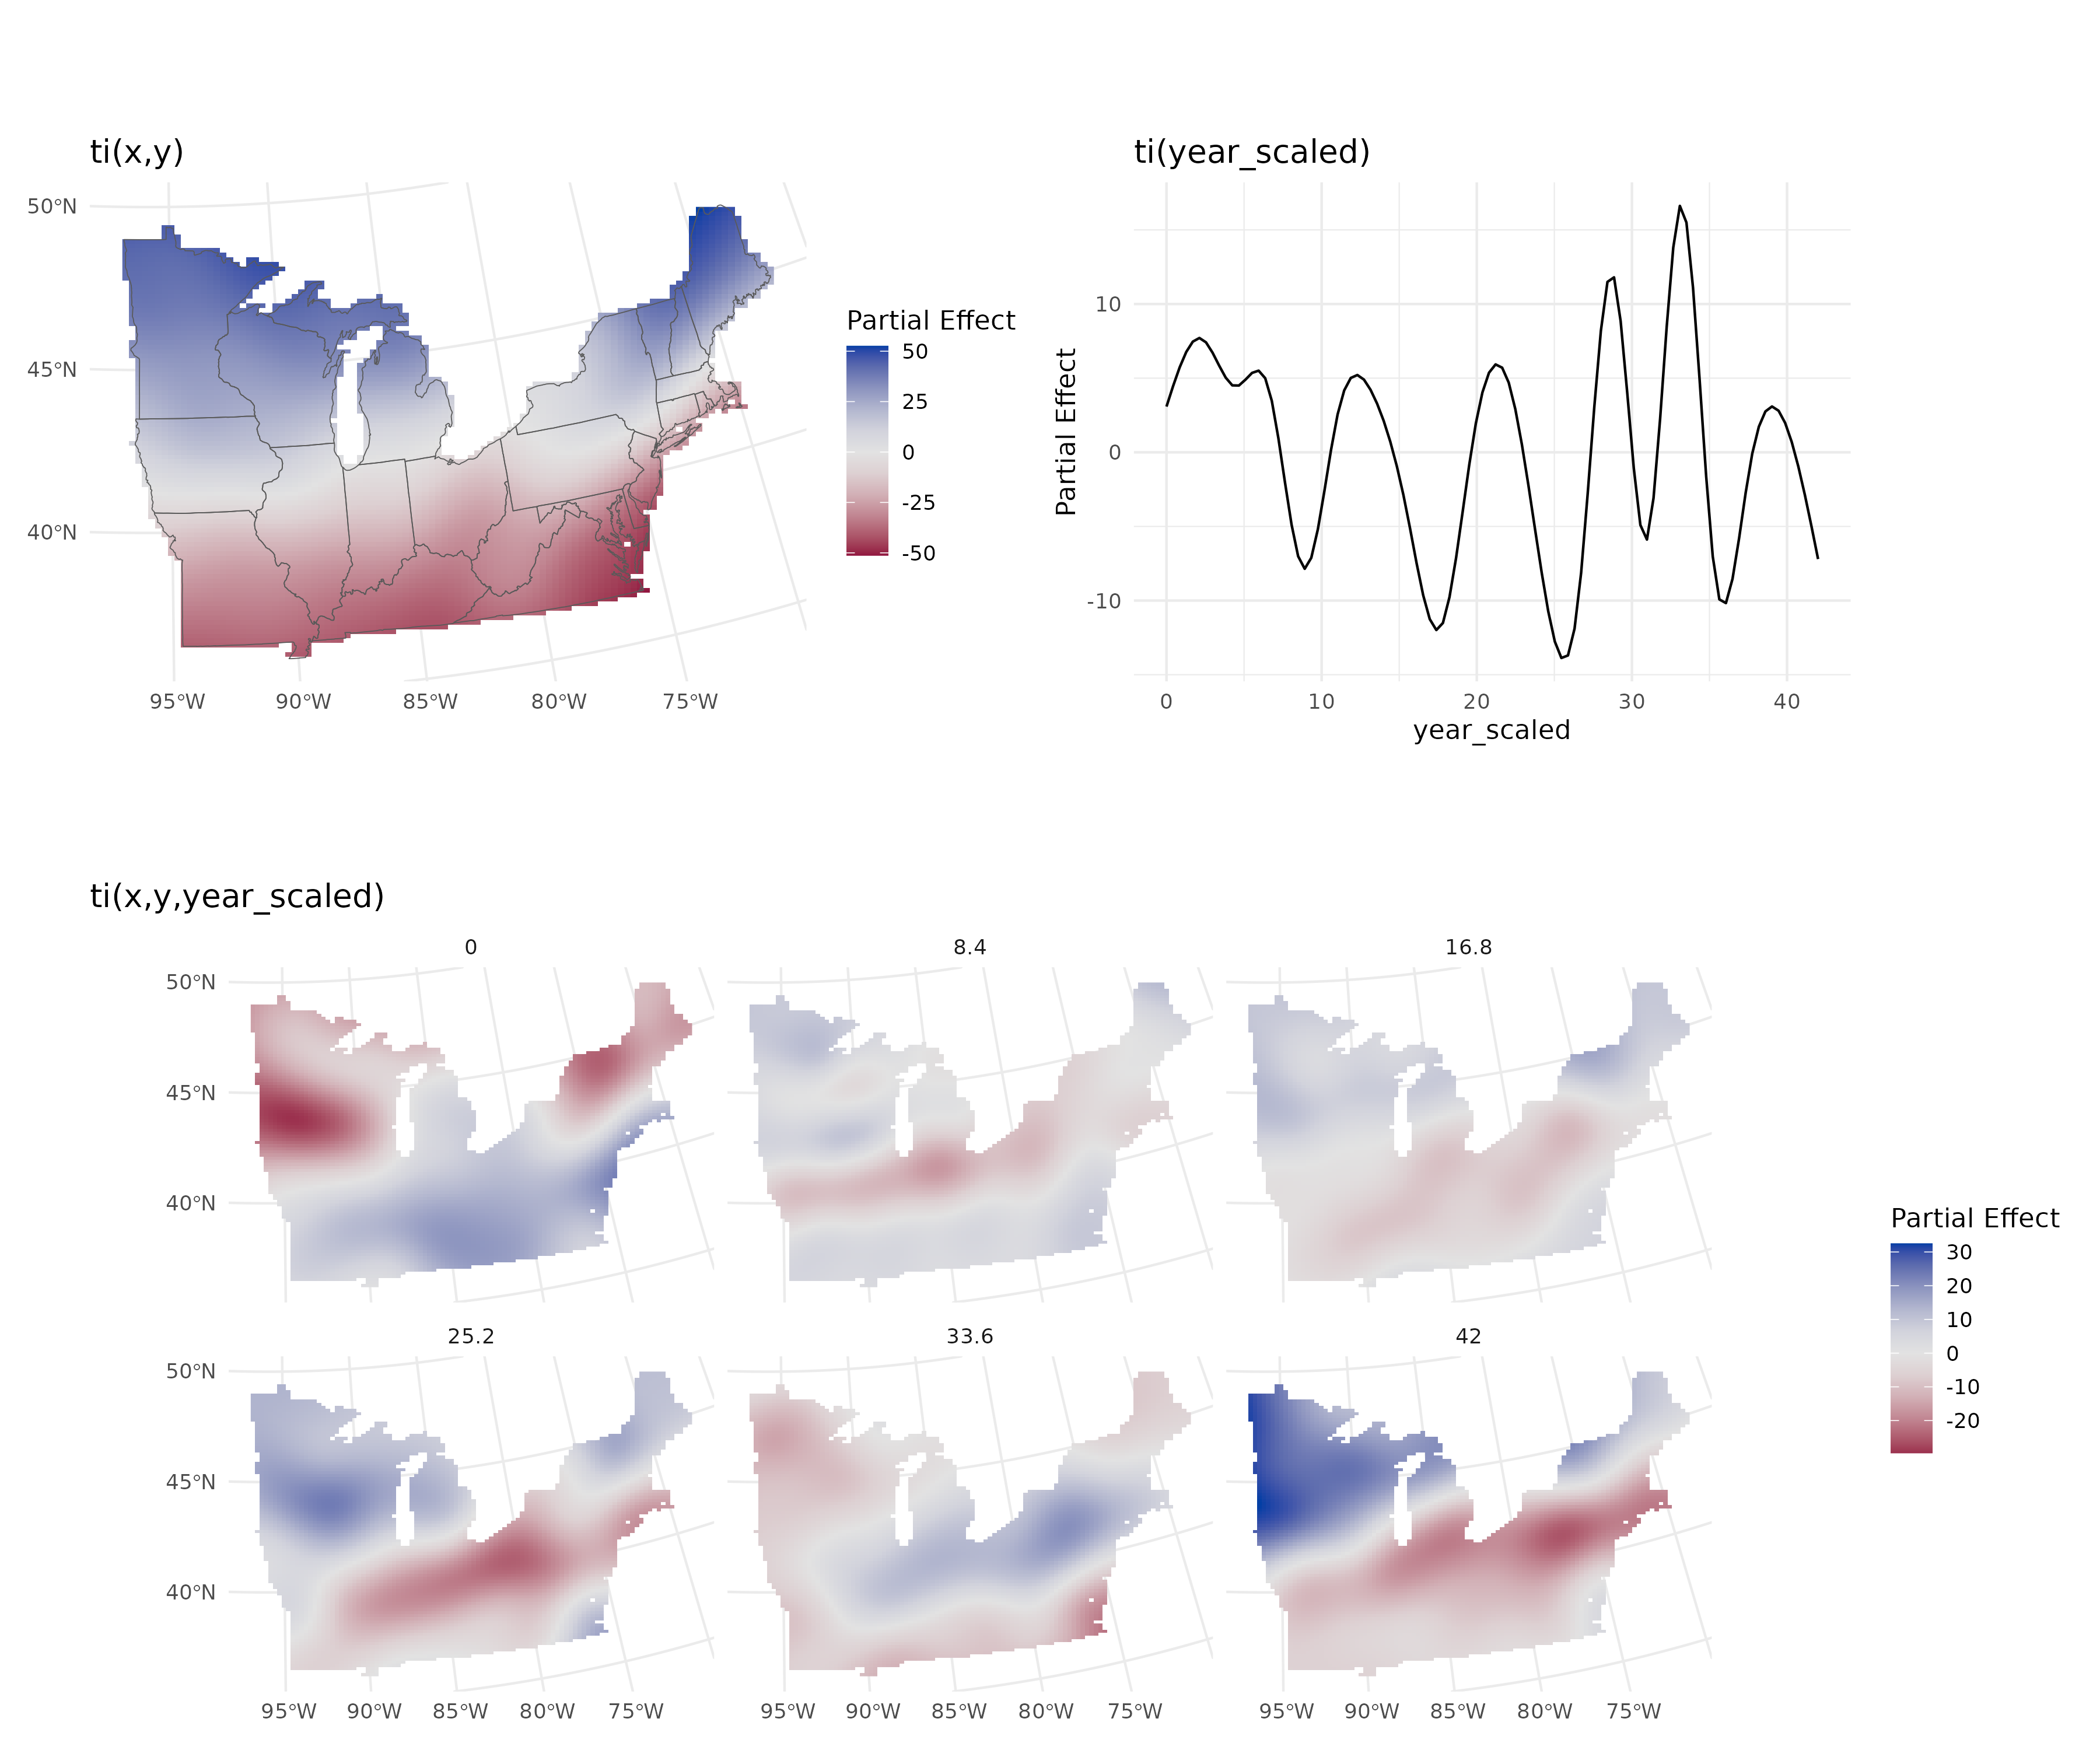 ti(x,y)
50°N
45°N
40°N
95°W 90°W 85°W 80°W 75°W
Partial Effect
50
25
0
-25
-50
ti(year_scaled)
Partial Effect
10
0
-10
0 10 20 30 40
year_scaled
ti(x,y,year_scaled)
0 8.4 16.8
50°N
45°N
40°N
25.2 33.6 42
50°N
45°N
40°N
95°W 90°W 85°W 80°W 75°W 95°W 90°W 85°W 80°W 75°W 95°W 90°W 85°W 80°W 75°W
Partial Effect
30
20
10
0
-10
-20